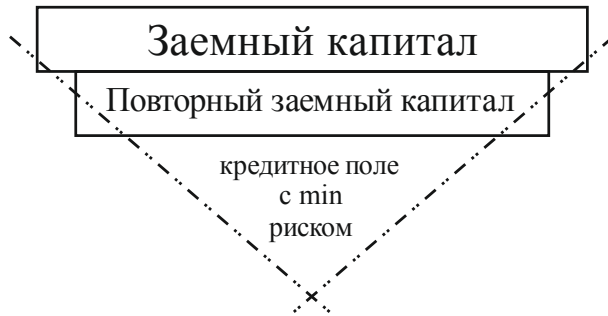 Заемный капитал
Повторный заемный капитал
кредитное поле
с min
риском